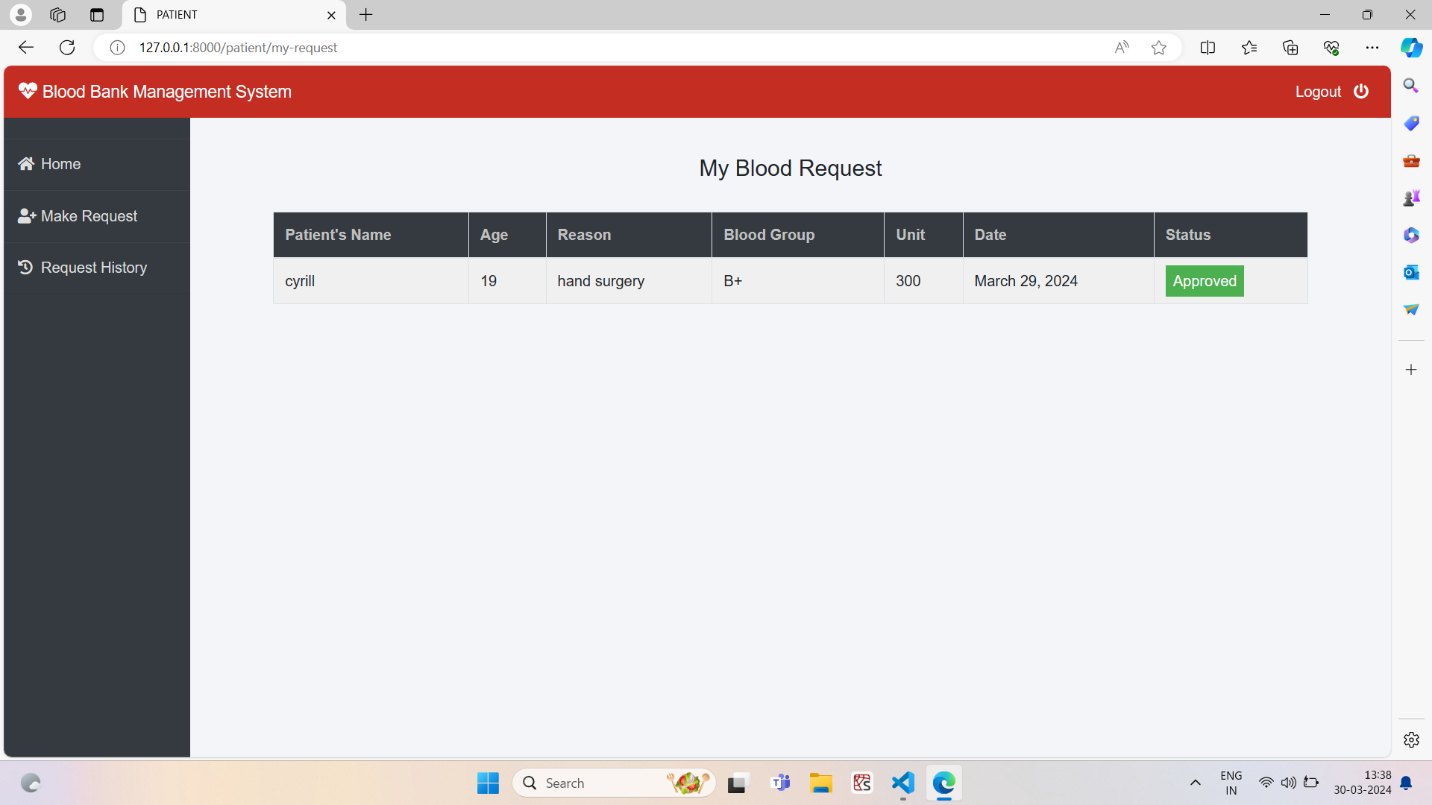 PATIENT
127.0.0.1:8000/patient/my-request
Blood Bank Management System
Logout
Home
Make Request
Request History
My Blood Request
Patient's Name Age Reason Blood Group Unit Date Status
cyrill 19 hand surgery B+ 300 March 29, 2024 Approved
Search
ENG
IN
13:38
30-03-2024